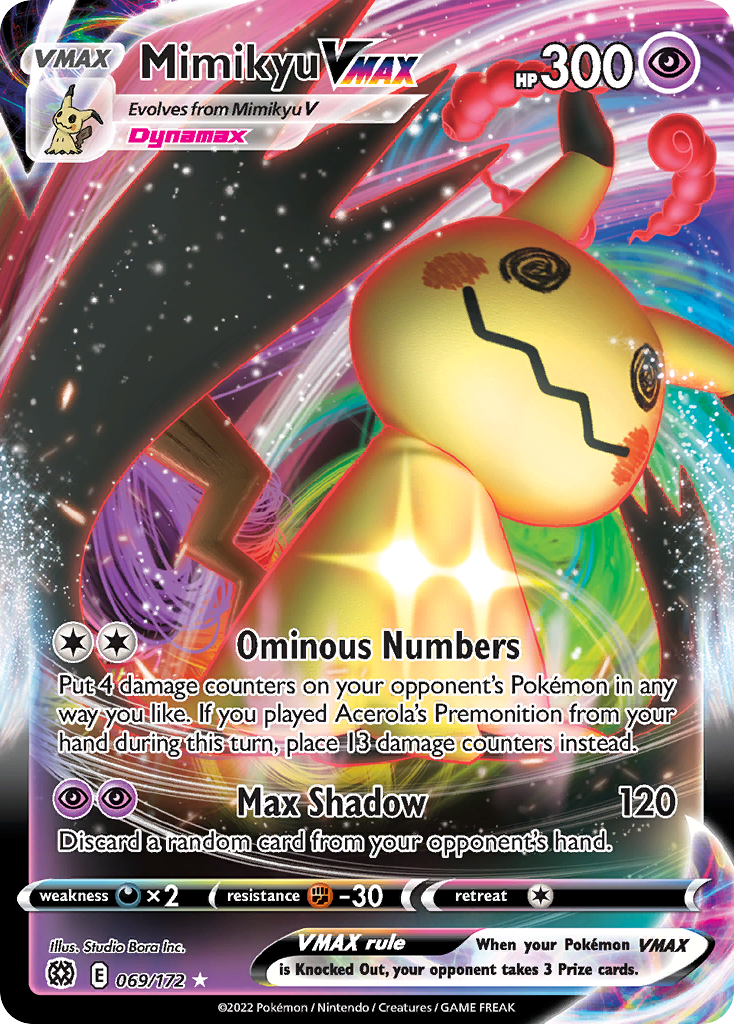 VMAX Mimikyu VMAX HP 300
Evolves from Mimikyu V
Dynamax
Ominous Numbers
Put 4 damage counters on your opponent's Pokémon in any
way you like. If you played Acerola's Premonition from your
hand during this turn, place 13 damage counters instead.
Max Shadow 120
Discard a random card from your opponent's hand.
weakness ×2 resistance -30 retreat
Illus. Studio Bora Inc.
VMAX rule When your Pokémon VMAX
is Knocked Out, your opponent takes 3 Prize cards.
E 069/172 ★
©2022 Pokémon / Nintendo / Creatures / GAME FREAK